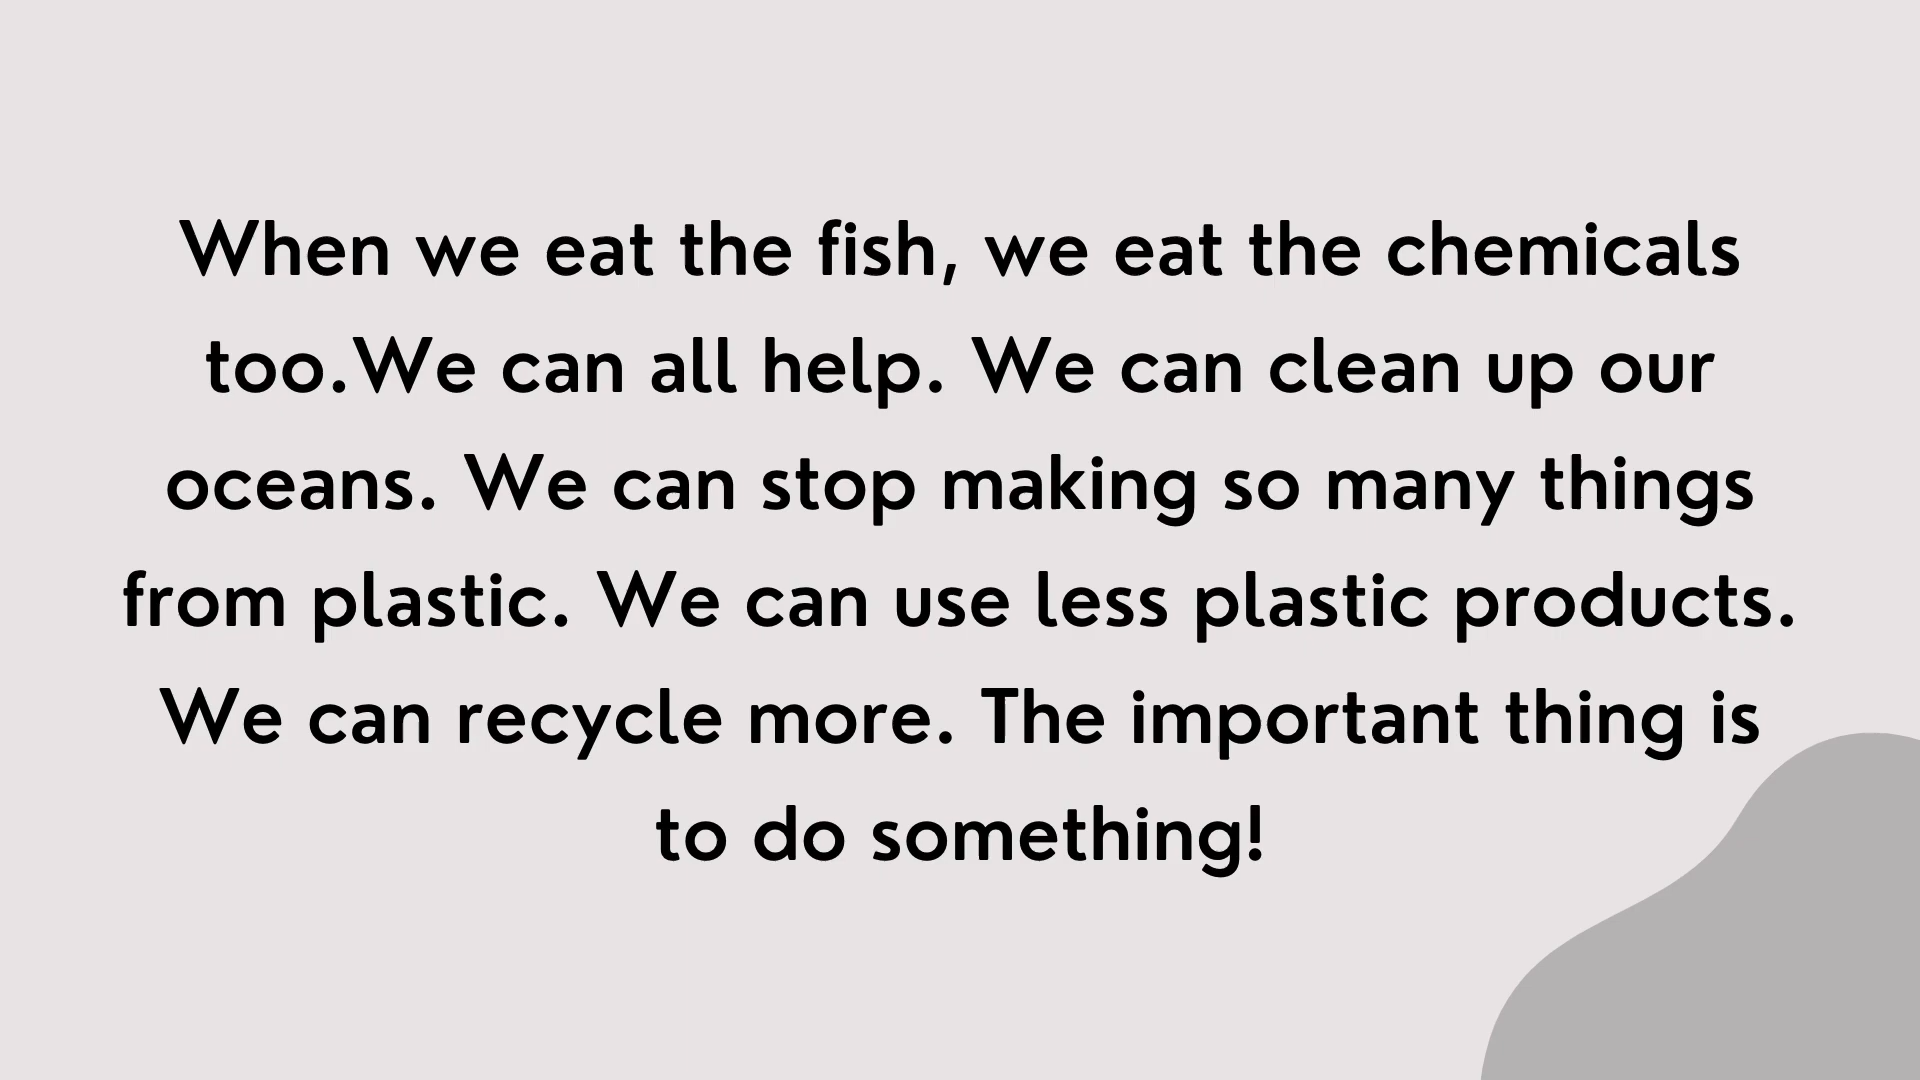 When we eat the fish, we eat the chemicals
too.We can all help. We can clean up our
oceans. We can stop making so many things
from plastic. We can use less plastic products.
We can recycle more. The important thing is
to do something!